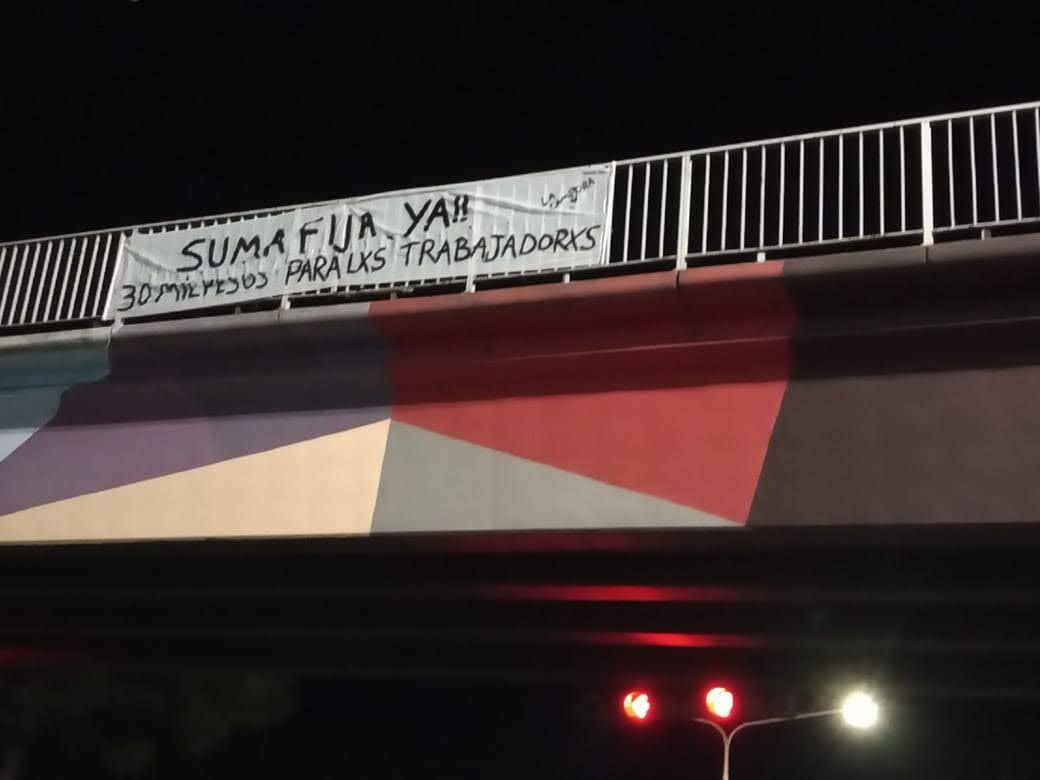 SUMA FIJA YA!!
30 MIL PESOS PARA LXS TRABAJADORXS